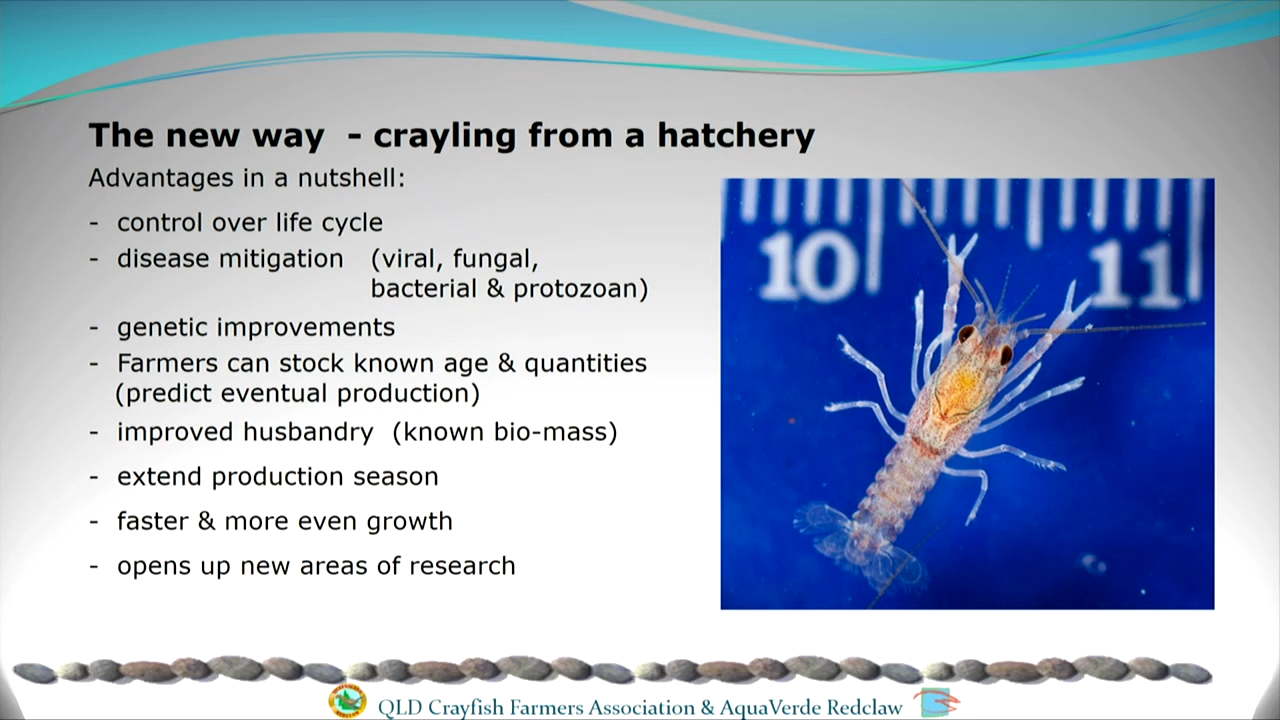 The new way - crayling from a hatchery
Advantages in a nutshell:
- control over life cycle
- disease mitigation (viral, fungal,
bacterial & protozoan)
- genetic improvements
- Farmers can stock known age & quantities
(predict eventual production)
- improved husbandry (known bio-mass)
- extend production season
- faster & more even growth
- opens up new areas of research
10
11
QLD Crayfish Farmers Association & AquaVerde Redclaw